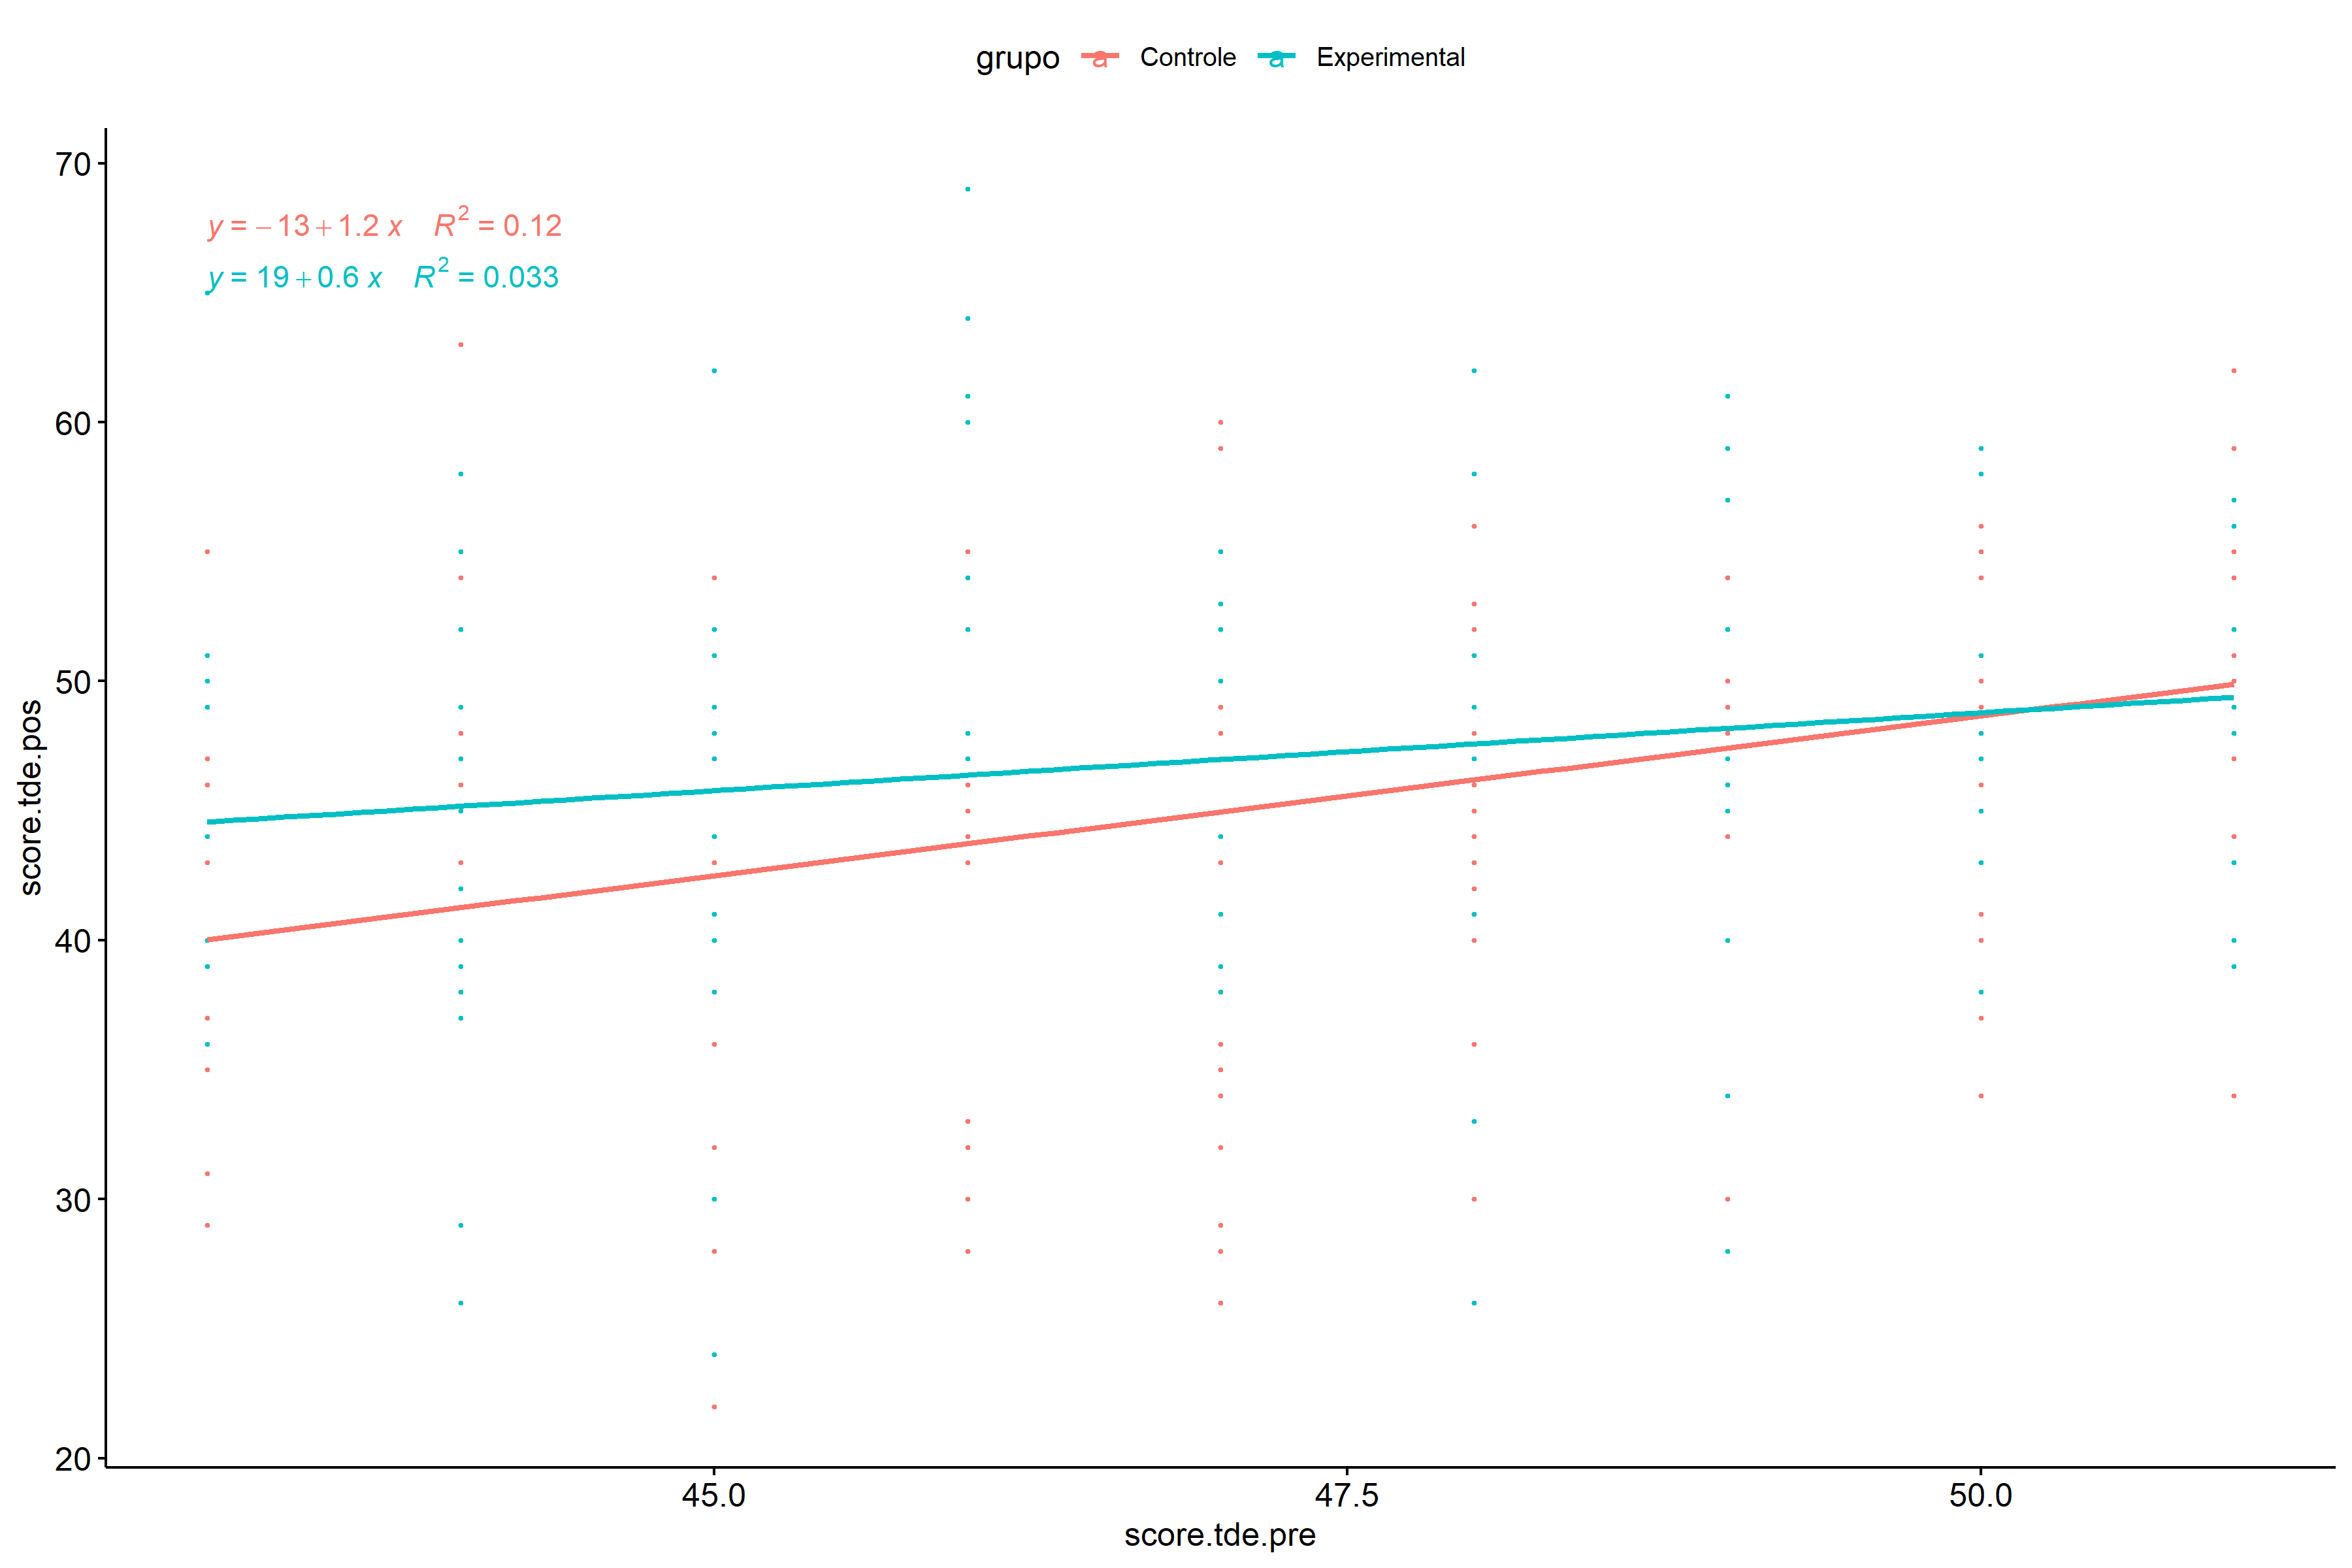 grupo a Controle a Experimental
70
y = −13 + 1.2 x R² = 0.12
y = 19 + 0.6 x R² = 0.033
60
50
score.tde.pos
40
30
20
45.0 47.5 50.0
score.tde.pre